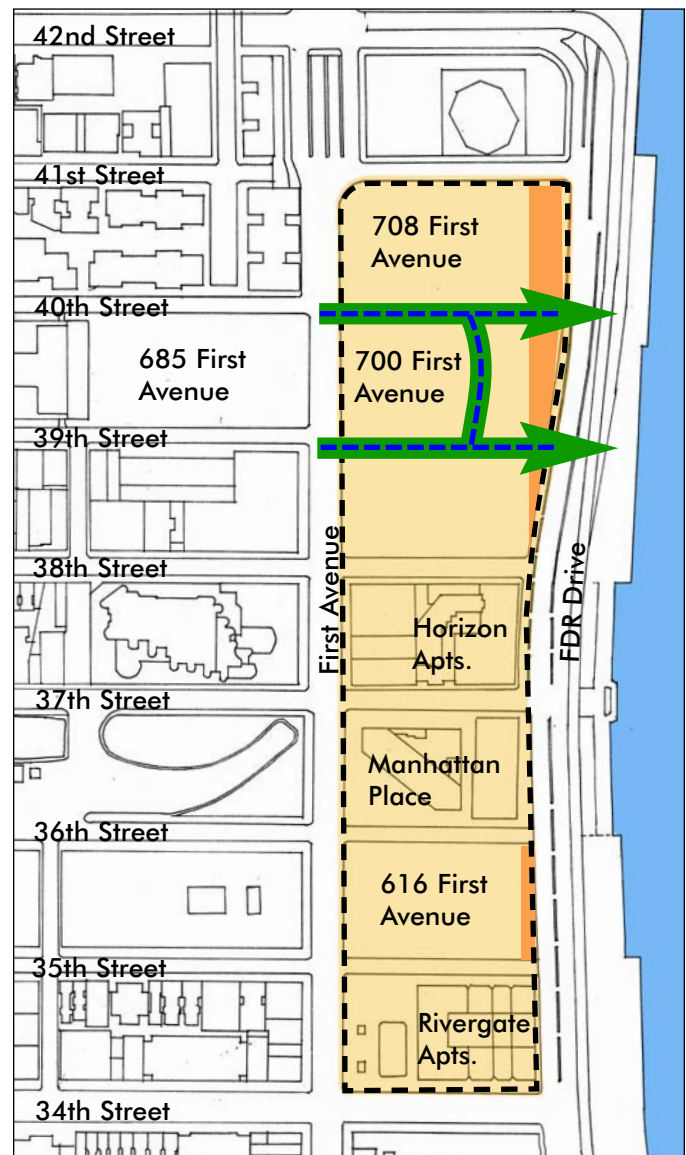 42nd Street
41st Street
708 First
Avenue
40th Street
685 First
Avenue
700 First
Avenue
39th Street
First Avenue
FDR Drive
38th Street
Horizon
Apts.
37th Street
Manhattan
Place
36th Street
616 First
Avenue
35th Street
Rivergate
Apts.
34th Street